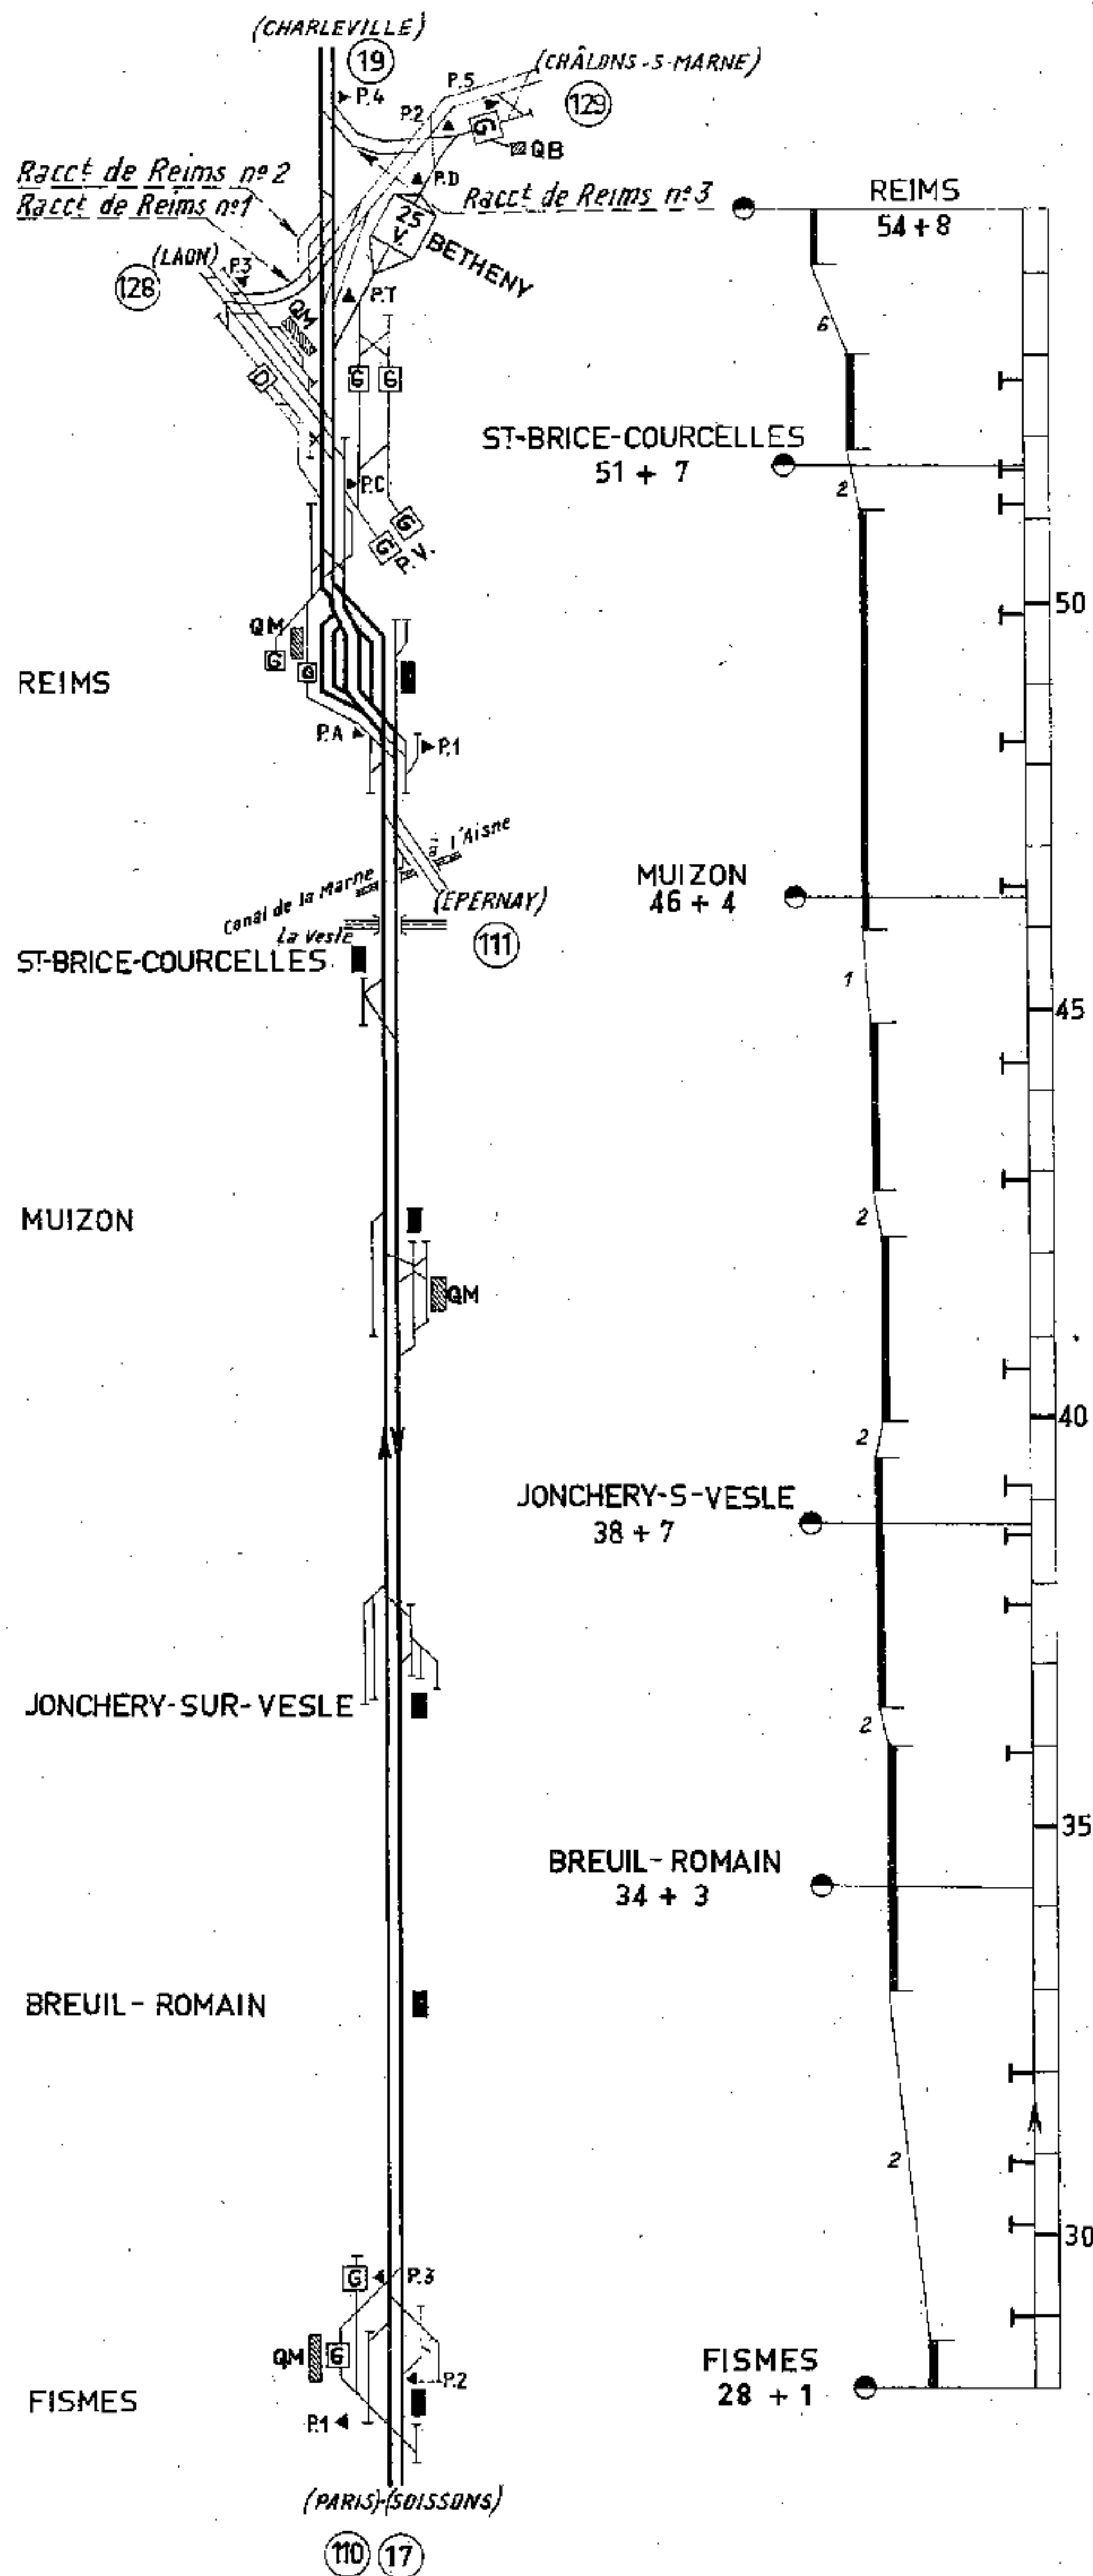 (CHARLEVILLE)
19
P.4
P.5
(CHÂLONS-S-MARNE)
129
P.2
G
QB
P.D
Racct de Reims nº2
Racct de Reims nº1
Racct de Reims nº3
25
V.
BETHENY
(LAON)
P.3
128
QM
P.T
D
G
G
P.C
G
G
P.V.
QM
G
G
REIMS
P.A
P.1
Canal de la Marne à l'Aisne
(EPERNAY)
111
La Vesle
ST-BRICE-COURCELLES
MUIZON
QM
JONCHERY-SUR-VESLE
BREUIL-ROMAIN
G
P.3
QM
G
P.2
FISMES
P.1
(PARIS)-(SOISSONS)
110
17
REIMS
54 + 8
6
ST-BRICE-COURCELLES
51 + 7
2
50
MUIZON
46 + 4
1
45
2
40
2
JONCHERY-S-VESLE
38 + 7
2
35
BREUIL-ROMAIN
34 + 3
2
30
FISMES
28 + 1